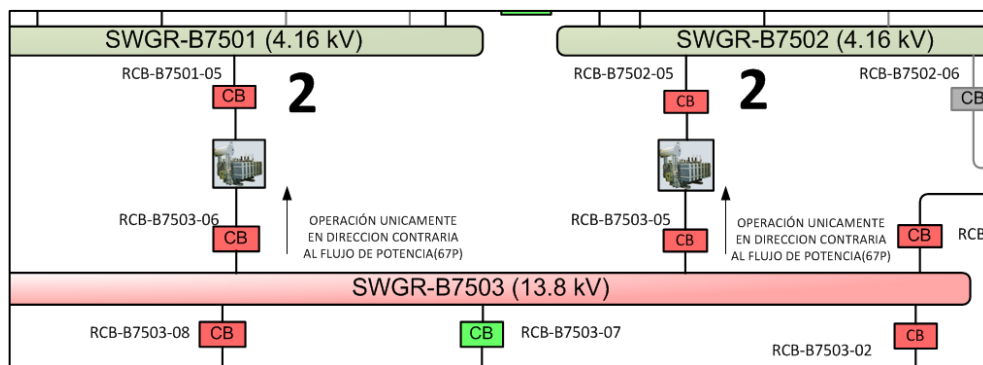 SWGR-B7501 (4.16 kV)
SWGR-B7502 (4.16 kV)
RCB-B7501-05
CB
2
RCB-B7502-05
CB
2
RCB-B7502-06
CB
RCB-B7503-06
CB
OPERACIÓN UNICAMENTE
EN DIRECCION CONTRARIA
AL FLUJO DE POTENCIA(67P)
RCB-B7503-05
CB
OPERACIÓN UNICAMENTE
EN DIRECCION CONTRARIA
AL FLUJO DE POTENCIA(67P)
CB
RCB
SWGR-B7503 (13.8 kV)
RCB-B7503-08
CB
CB
RCB-B7503-07
RCB-B7503-02
CB